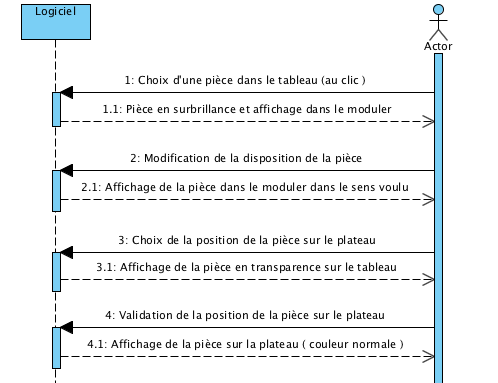 Logiciel
Actor
1: Choix d'une pièce dans le tableau (au clic )
1.1: Pièce en surbrillance et affichage dans le moduler
2: Modification de la disposition de la pièce
2.1: Affichage de la pièce dans le moduler dans le sens voulu
3: Choix de la position de la pièce sur le plateau
3.1: Affichage de la pièce en transparence sur le tableau
4: Validation de la position de la pièce sur le plateau
4.1: Affichage de la pièce sur la plateau ( couleur normale )